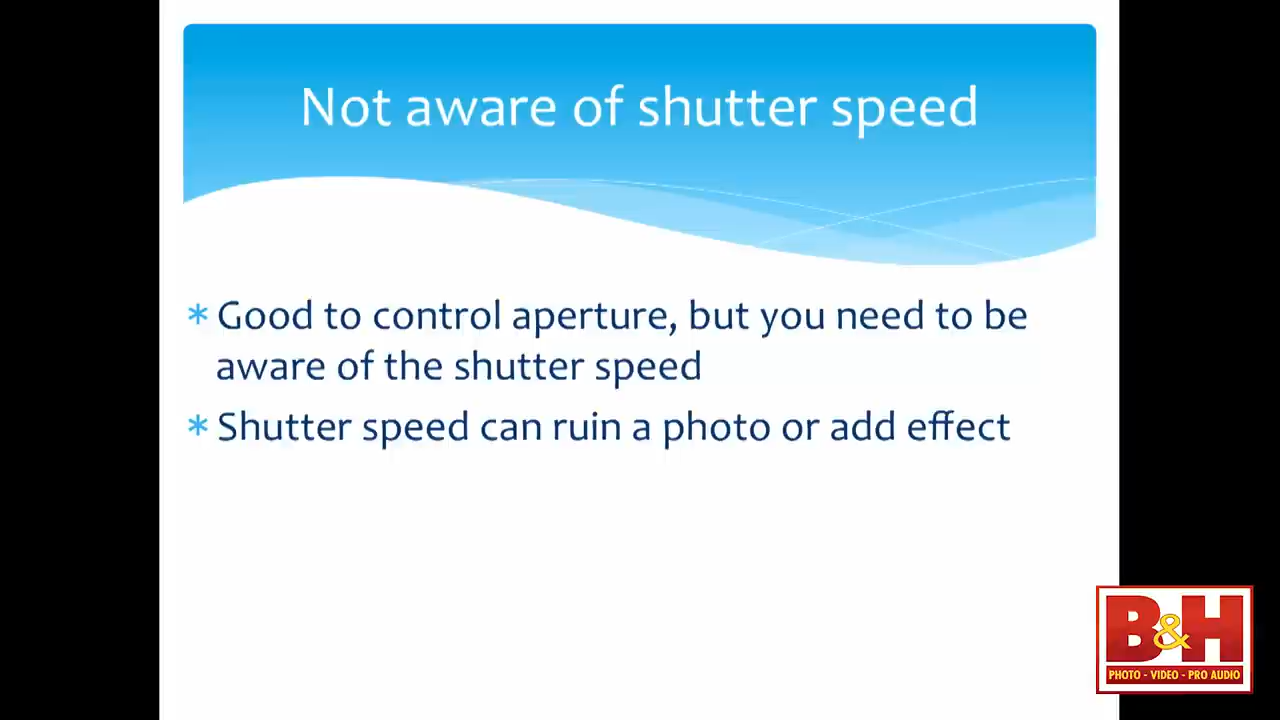 Not aware of shutter speed
* Good to control aperture, but you need to be
aware of the shutter speed
* Shutter speed can ruin a photo or add effect
B&H
PHOTO - VIDEO - PRO AUDIO